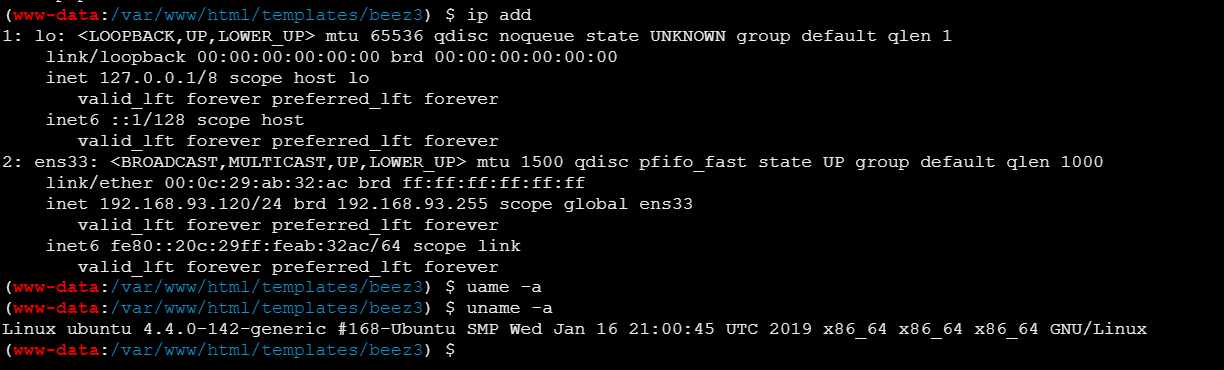 (www-data:/var/www/html/templates/beez3) $ ip add
1: lo: <LOOPBACK,UP,LOWER_UP> mtu 65536 qdisc noqueue state UNKNOWN group default qlen 1
    link/loopback 00:00:00:00:00:00 brd 00:00:00:00:00:00
    inet 127.0.0.1/8 scope host lo
       valid_lft forever preferred_lft forever
    inet6 ::1/128 scope host
       valid_lft forever preferred_lft forever
2: ens33: <BROADCAST,MULTICAST,UP,LOWER_UP> mtu 1500 qdisc pfifo_fast state UP group default qlen 1000
    link/ether 00:0c:29:ab:32:ac brd ff:ff:ff:ff:ff:ff
    inet 192.168.93.120/24 brd 192.168.93.255 scope global ens33
       valid_lft forever preferred_lft forever
    inet6 fe80::20c:29ff:feab:32ac/64 scope link
       valid_lft forever preferred_lft forever
(www-data:/var/www/html/templates/beez3) $ uame -a
(www-data:/var/www/html/templates/beez3) $ uname -a
Linux ubuntu 4.4.0-142-generic #168-Ubuntu SMP Wed Jan 16 21:00:45 UTC 2019 x86_64 x86_64 x86_64 GNU/Linux
(www-data:/var/www/html/templates/beez3) $